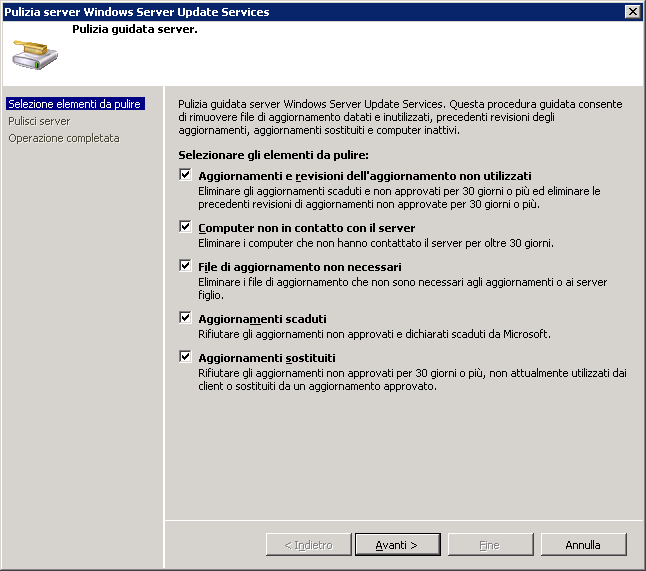 Pulizia server Windows Server Update Services
Pulizia guidata server.
Selezione elementi da pulire
Pulisci server
Operazione completata
Pulizia guidata server Windows Server Update Services. Questa procedura guidata consente
di rimuovere file di aggiornamento datati e inutilizzati, precedenti revisioni degli
aggiornamenti, aggiornamenti sostituiti e computer inattivi.
Selezionare gli elementi da pulire:
Aggiornamenti e revisioni dell'aggiornamento non utilizzati
Eliminare gli aggiornamenti scaduti e non approvati per 30 giorni o più ed eliminare le
precedenti revisioni di aggiornamenti non approvate per 30 giorni o più.
Computer non in contatto con il server
Eliminare i computer che non hanno contattato il server per oltre 30 giorni.
File di aggiornamento non necessari
Eliminare i file di aggiornamento che non sono necessari agli aggiornamenti o ai server
figlio.
Aggiornamenti scaduti
Rifiutare gli aggiornamenti non approvati e dichiarati scaduti da Microsoft.
Aggiornamenti sostituiti
Rifiutare gli aggiornamenti non approvati per 30 giorni o più, non attualmente utilizzati dai
client o sostituiti da un aggiornamento approvato.
< Indietro
Avanti >
Fine
Annulla